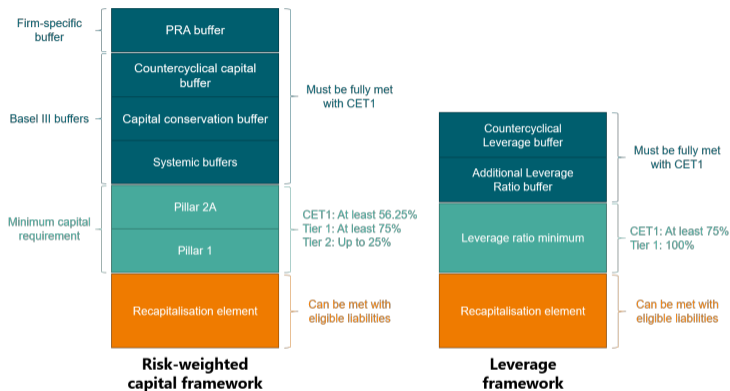 Firm-specific
buffer
PRA buffer
Countercyclical capital
buffer
Basel III buffers
Capital conservation buffer
Systemic buffers
Must be fully met
with CET1
Minimum capital
requirement
Pillar 2A
Pillar 1
CET1: At least 56.25%
Tier 1: At least 75%
Tier 2: Up to 25%
Recapitalisation element
Can be met with
eligible liabilities
Risk-weighted
capital framework
Countercyclical
Leverage buffer
Additional Leverage
Ratio buffer
Must be fully met
with CET1
Leverage ratio minimum
CET1: At least 75%
Tier 1: 100%
Recapitalisation element
Can be met with
eligible liabilities
Leverage
framework